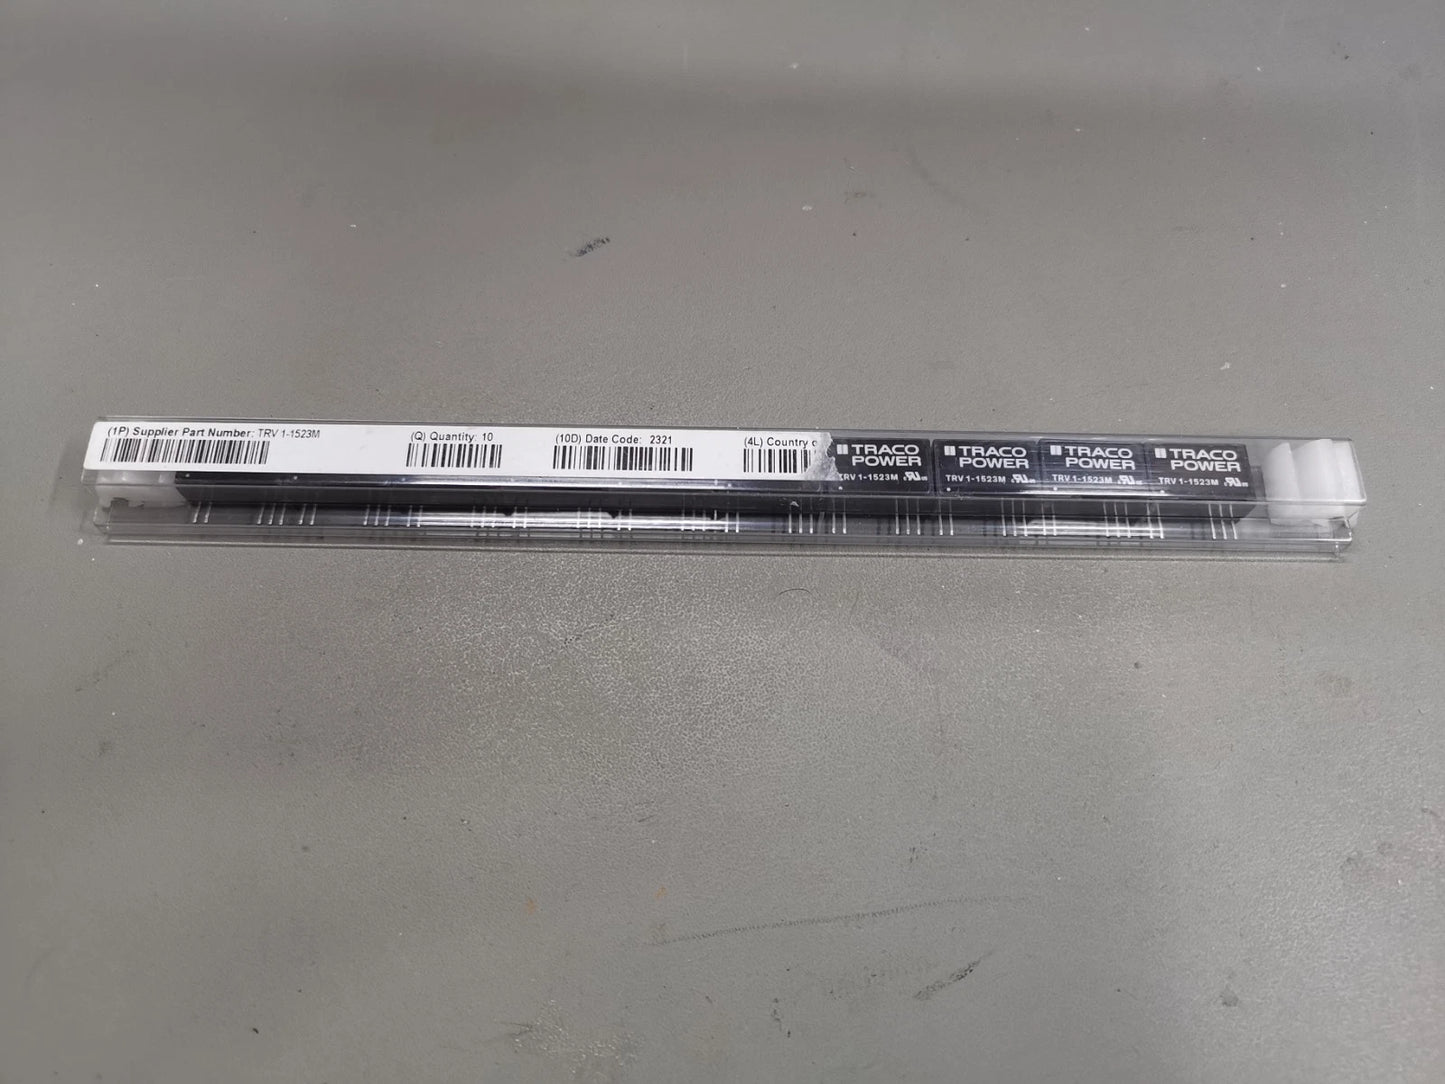 (1P) Supplier Part Number: TRV 1-1523M
(Q) Quantity: 10
(10D) Date Code: 2321
(4L) Country
TRACO
POWER
TRV 1-1523M
TRACO
POWER
TRV 1-1523M
TRACO
POWER
TRV 1-1523M
TRACO
POWER
TRV 1-1523M